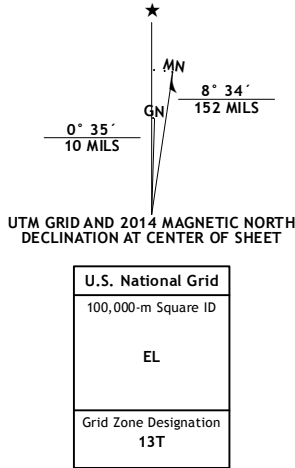 MN
8° 34´
152 MILS
GN
0° 35´
10 MILS
UTM GRID AND 2014 MAGNETIC NORTH
DECLINATION AT CENTER OF SHEET
U.S. National Grid
100,000-m Square ID
EL
Grid Zone Designation
13T